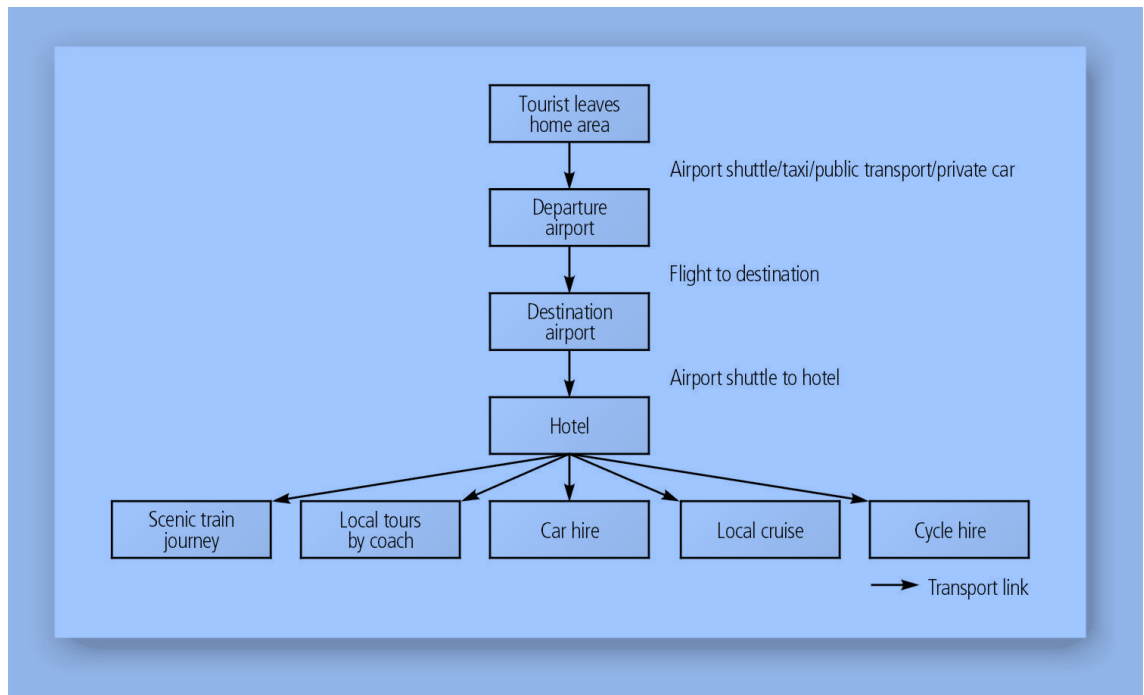 Tourist leaves
home area
Airport shuttle/taxi/public transport/private car
Departure
airport
Flight to destination
Destination
airport
Airport shuttle to hotel
Hotel
Scenic train
journey
Local tours
by coach
Car hire
Local cruise
Cycle hire
Transport link